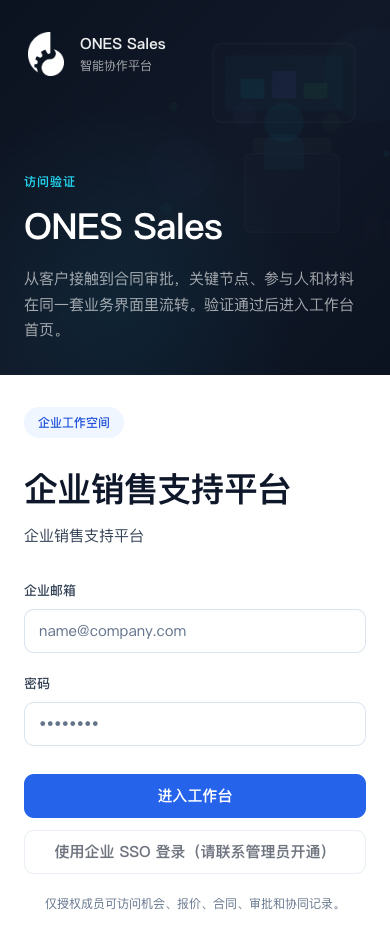 ONES Sales
智能协作平台
访问验证
ONES Sales
从客户接触到合同审批，关键节点、参与人和材料
在同一套业务界面里流转。验证通过后进入工作台
首页。
企业工作空间
企业销售支持平台
企业销售支持平台
企业邮箱
name@company.com
密码
••••••••
进入工作台
使用企业 SSO 登录（请联系管理员开通）
仅授权成员可访问机会、报价、合同、审批和协同记录。